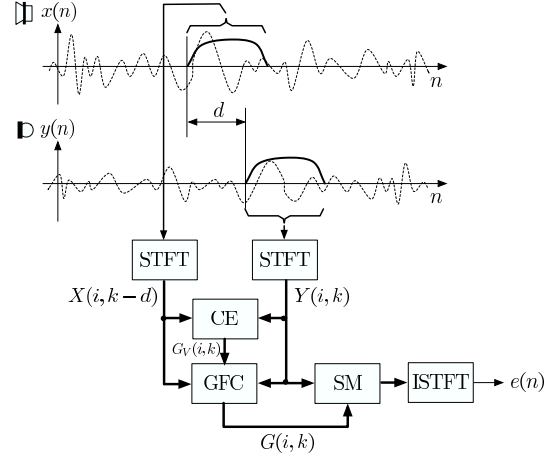 x(n)
n
d
y(n)
n
STFT
STFT
X(i, k − d)
Y(i, k)
CE
G_V(i,k)
GFC
SM
ISTFT
e(n)
G(i, k)